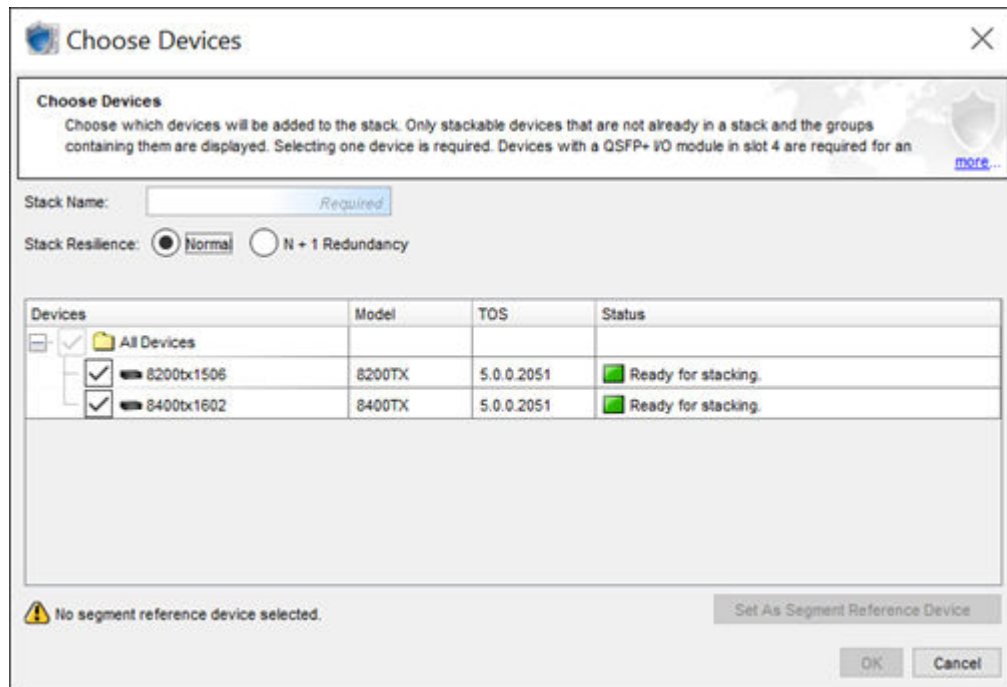 Choose Devices
Choose Devices
Choose which devices will be added to the stack. Only stackable devices that are not already in a stack and the groups
containing them are displayed. Selecting one device is required. Devices with a QSFP+ I/O module in slot 4 are required for an
more...
Stack Name: Required
Stack Resilience: Normal N + 1 Redundancy
Devices Model TOS Status
All Devices
8200tx1506 8200TX 5.0.0.2051 Ready for stacking.
8400tx1602 8400TX 5.0.0.2051 Ready for stacking.
No segment reference device selected. Set As Segment Reference Device
OK Cancel